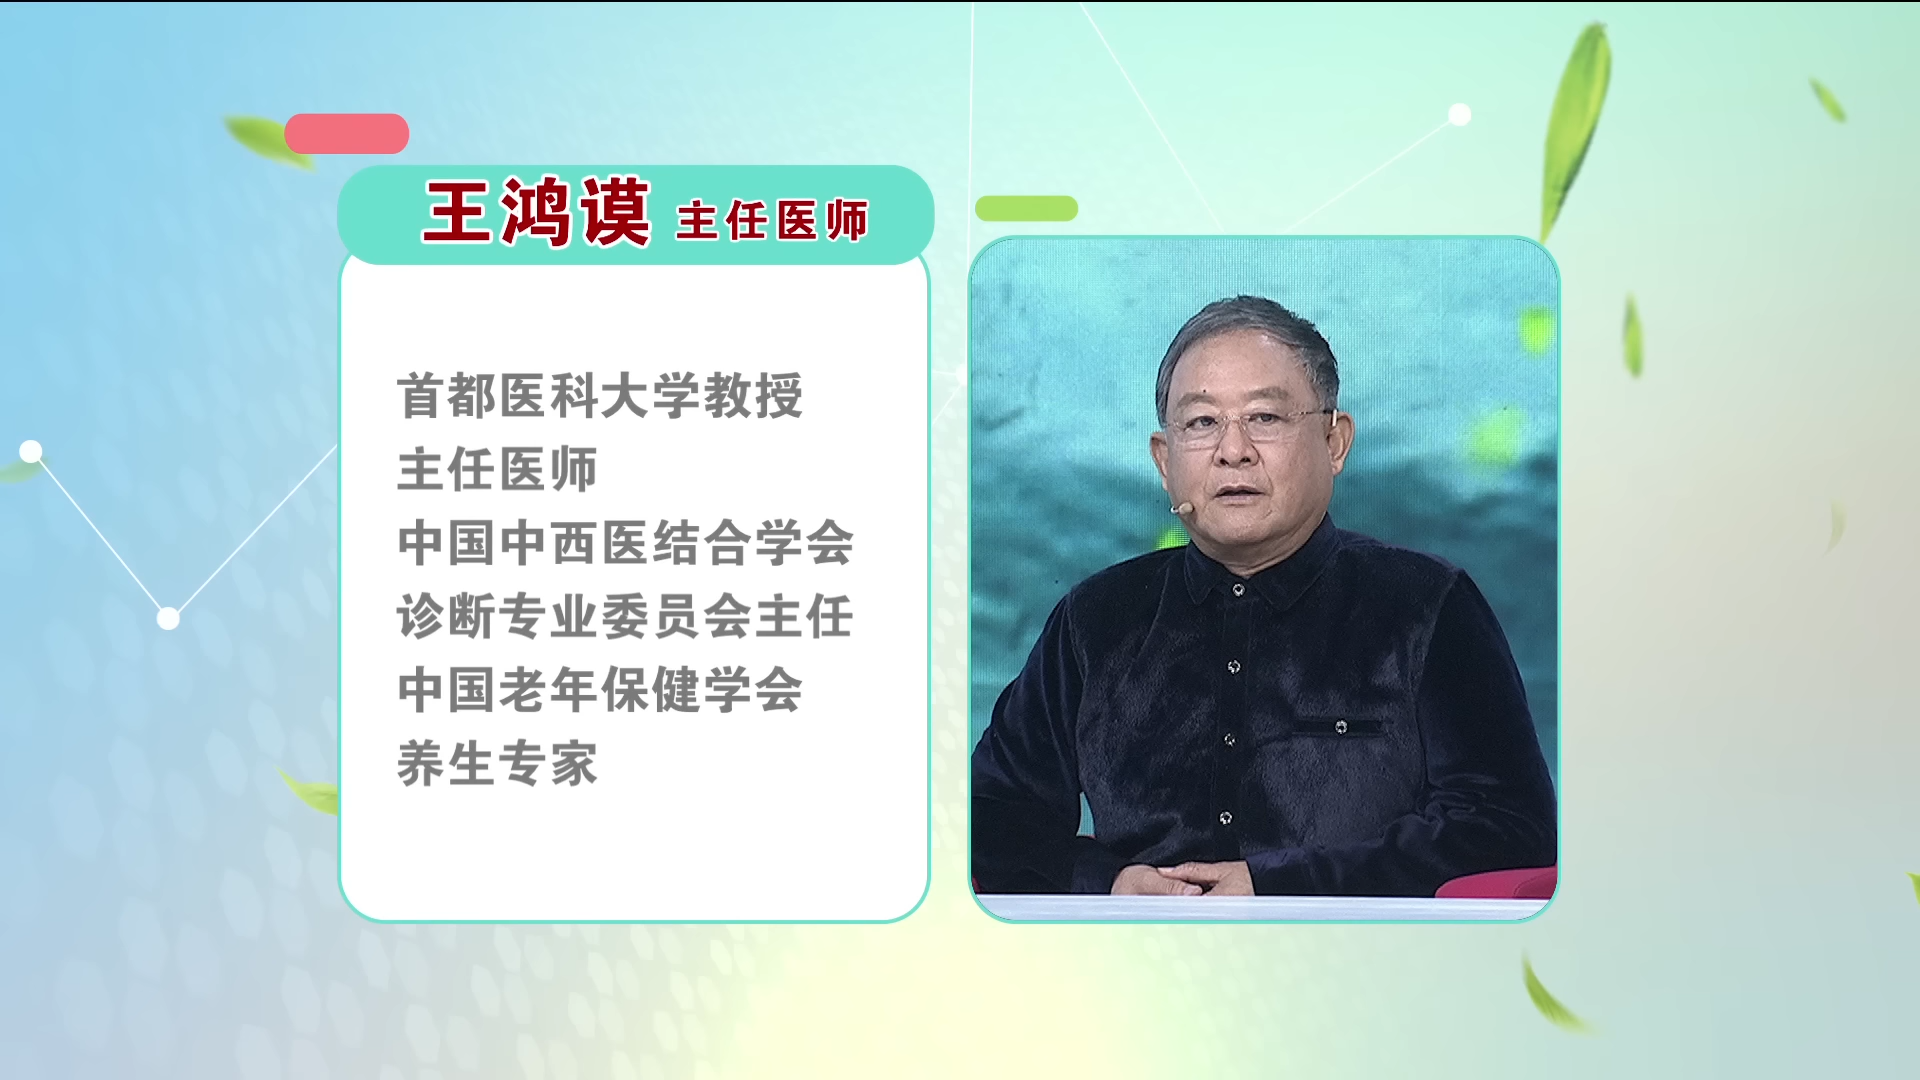 王鸿谟 主任医师
首都医科大学教授
主任医师
中国中西医结合学会
诊断专业委员会主任
中国老年保健学会
养生专家